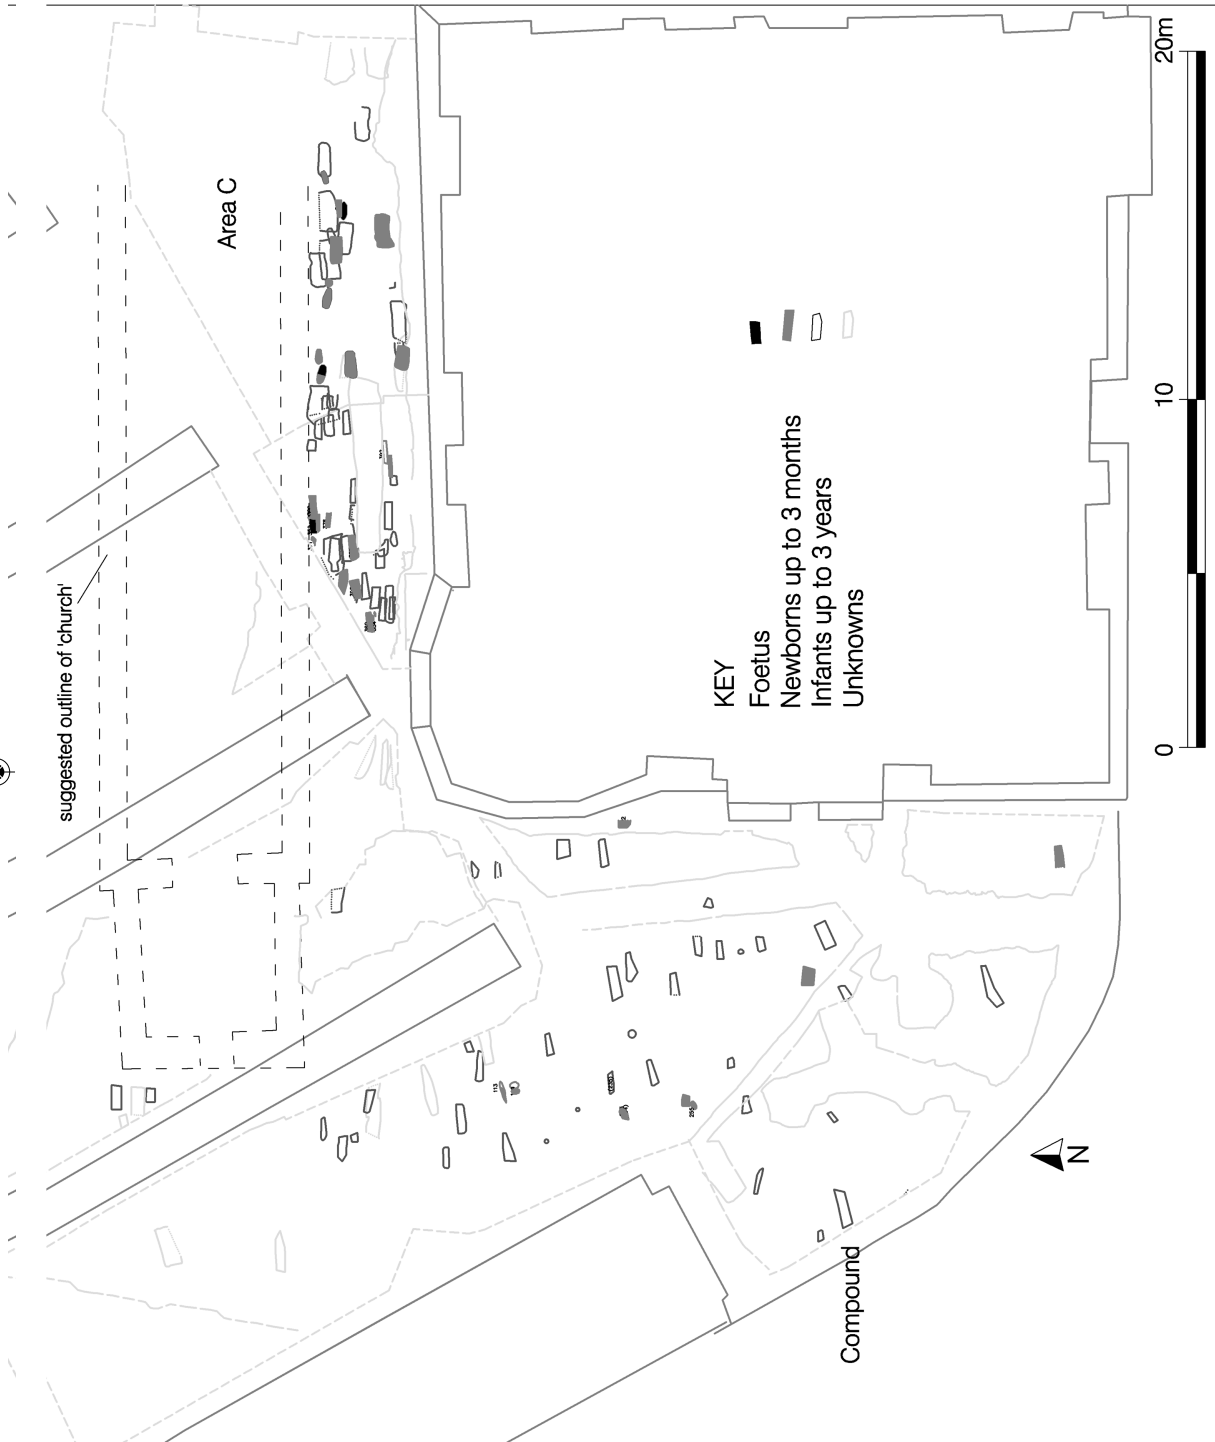 suggested outline of 'church'
Area C
KEY
Foetus
Newborns up to 3 months
Infants up to 3 years
Unknowns
0
10
20m
N
Compound
113